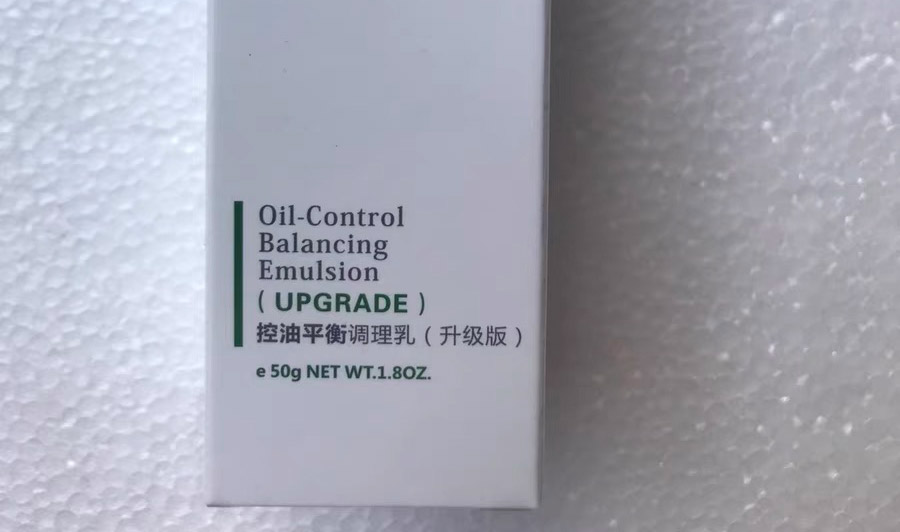 Oil-Control
Balancing
Emulsion
( UPGRADE )
控油平衡调理乳（升级版）
e 50g NET WT.1.8OZ.